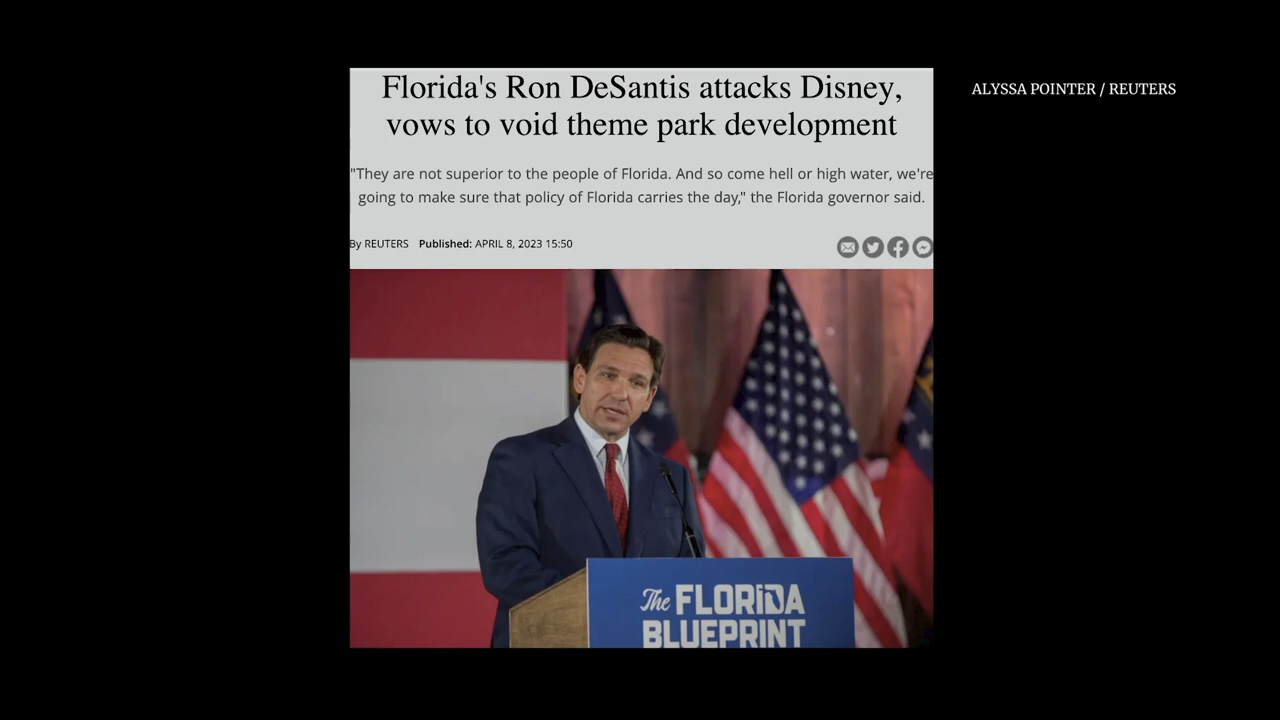 Florida's Ron DeSantis attacks Disney,
vows to void theme park development
ALYSSA POINTER / REUTERS
"They are not superior to the people of Florida. And so come hell or high water, we're
going to make sure that policy of Florida carries the day," the Florida governor said.
By REUTERS Published: APRIL 8, 2023 15:50
The FLORIDA
BLUEPRINT